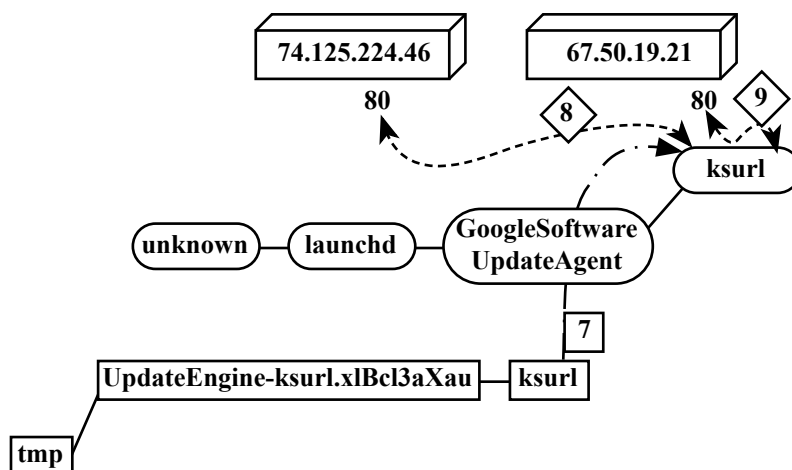 74.125.224.46
67.50.19.21
80
8
80
9
ksurl
unknown
launchd
GoogleSoftware
UpdateAgent
7
UpdateEngine-ksurl.xlBcl3aXau
ksurl
tmp